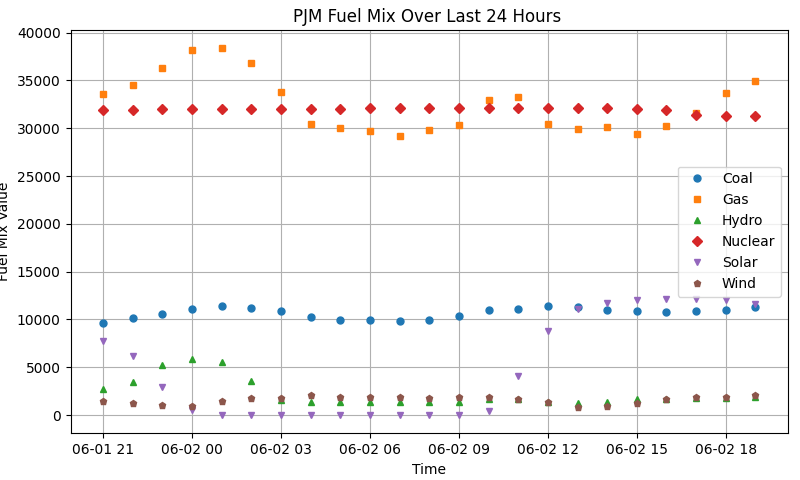 PJM Fuel Mix Over Last 24 Hours
40000
35000
30000
25000
20000
15000
10000
5000
0
Fuel Mix Value
Coal
Gas
Hydro
Nuclear
Solar
Wind
06-01 21
06-02 00
06-02 03
06-02 06
06-02 09
06-02 12
06-02 15
06-02 18
Time